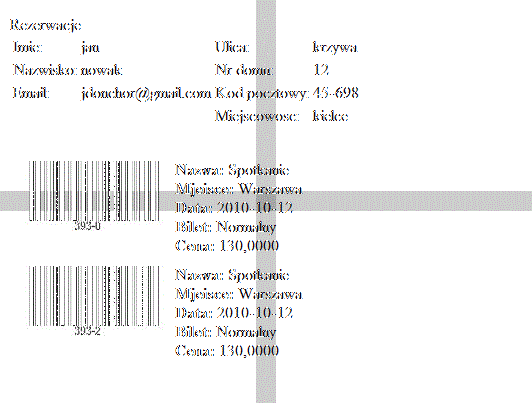 Rezerwacje
Imie: jan Ulica: krzywa
Nazwisko: nowak Nr domu: 12
Email: jdonchor@gmail.com Kod pocztowy: 45-698
Miejscowosc: kielce
Nazwa: Spotkanie
Mjeisce: Warszawa
Data: 2010-10-12
Bilet: Normalny
Cena: 130,0000
393-0
Nazwa: Spotkanie
Mjeisce: Warszawa
Data: 2010-10-12
Bilet: Normalny
Cena: 130,0000
393-2